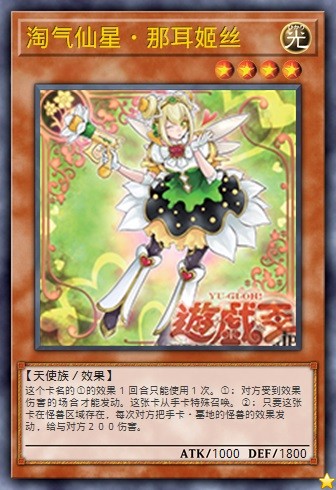 淘气仙星·那耳姬丝
光
YU-GI-OH!
遊戯王
【天使族／效果】
这个卡名的①的效果1回合只能使用1次。①：对方受到效果
伤害的场合才能发动。这张卡从手卡特殊召唤。②：只要这张
卡在怪兽区域存在，每次对方把手卡·墓地的怪兽的效果发
动，给与对方200伤害。
ATK/1000 DEF/1800